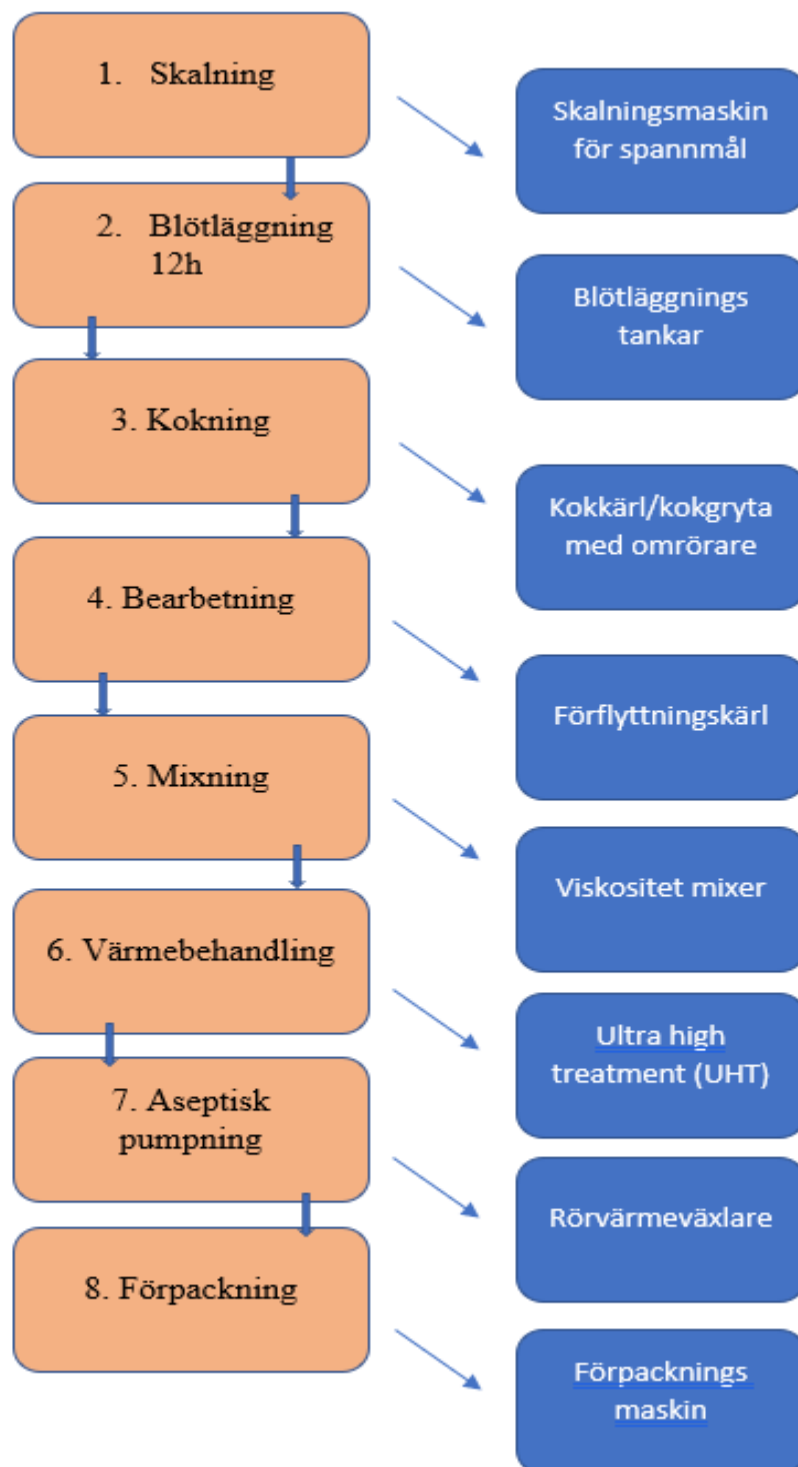 1. Skalning
Skalningsmaskin
för spannmål
2. Blötläggning
12h
Blötläggnings
tankar
3. Kokning
Kokkärl/kokgryta
med omrörare
4. Bearbetning
Förflyttningskärl
5. Mixning
Viskositet mixer
6. Värmebehandling
Ultra high
treatment (UHT)
7. Aseptisk
pumpning
Rörvärmeväxlare
8. Förpackning
Förpacknings
maskin